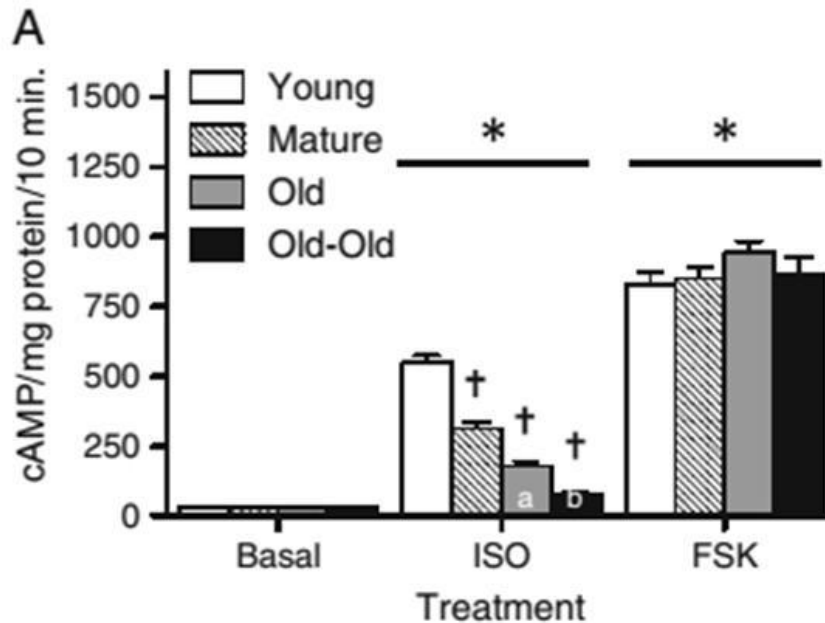 A
cAMP/mg protein/10 min.
1500
1250
1000
750
500
250
0
Young
Mature
Old
Old-Old
* *
†
†
†
a b
Basal ISO FSK
Treatment